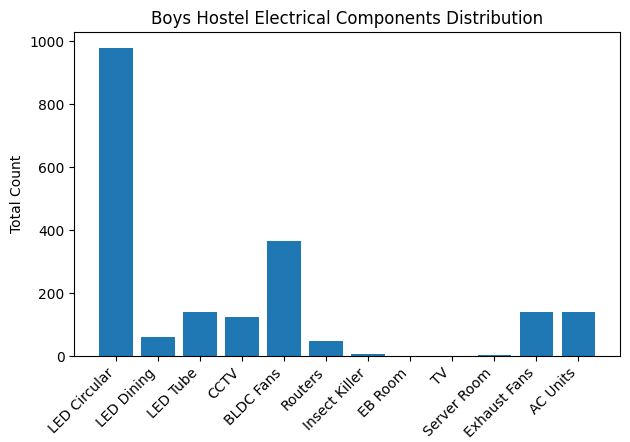 Boys Hostel Electrical Components Distribution
1000
800
600
400
200
0
Total Count
LED Circular
LED Dining
LED Tube
CCTV
BLDC Fans
Routers
Insect Killer
EB Room
TV
Server Room
Exhaust Fans
AC Units